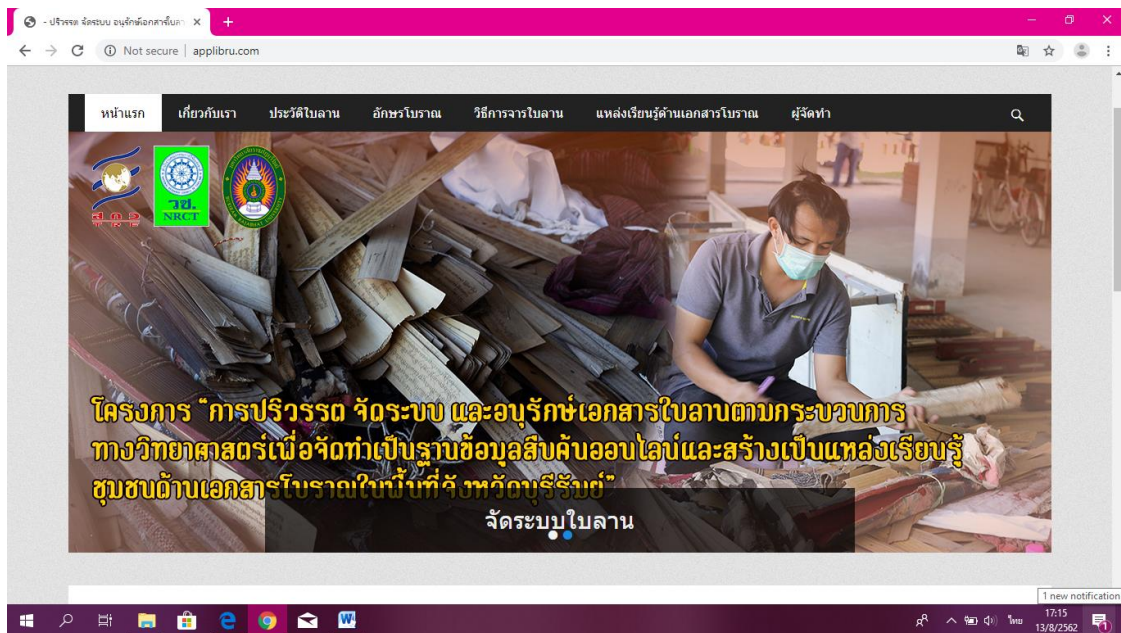 - ปริวรรต จัดระบบ อนุรักษ์เอกสารใบลา
Not secure | applibru.com
หน้าแรก เกี่ยวกับเรา ประวัติใบลาน อักษรโบราณ วิธีการจารใบลาน แหล่งเรียนรู้ด้านเอกสารโบราณ ผู้จัดทำ
สกว
TRF
วช.
NRCT
โครงการ “การปริวรรต จัดระบบ และอนุรักษ์เอกสารใบลานตามกระบวนการ
ทางวิทยาศาสตร์เพื่อจัดทำเป็นฐานข้อมูลสืบค้นออนไลน์และสร้างเป็นแหล่งเรียนรู้
ชุมชนด้านเอกสารโบราณในพื้นที่จังหวัดบุรีรัมย์”
จัดระบบใบลาน
1 new notification
ไทย
17:15
13/8/2562
1